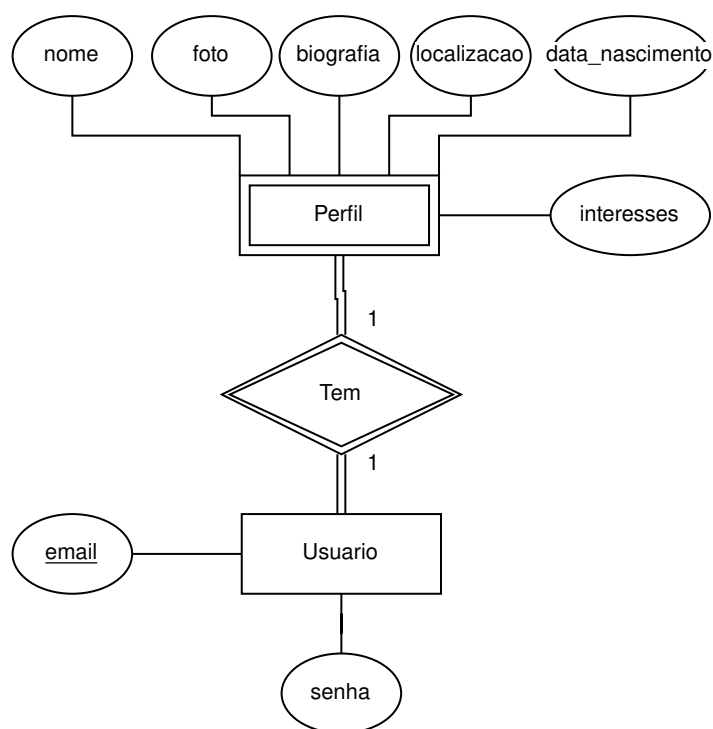 nome
foto
biografia
localizacao
data_nascimento
Perfil
interesses
1
Tem
1
email
Usuario
senha